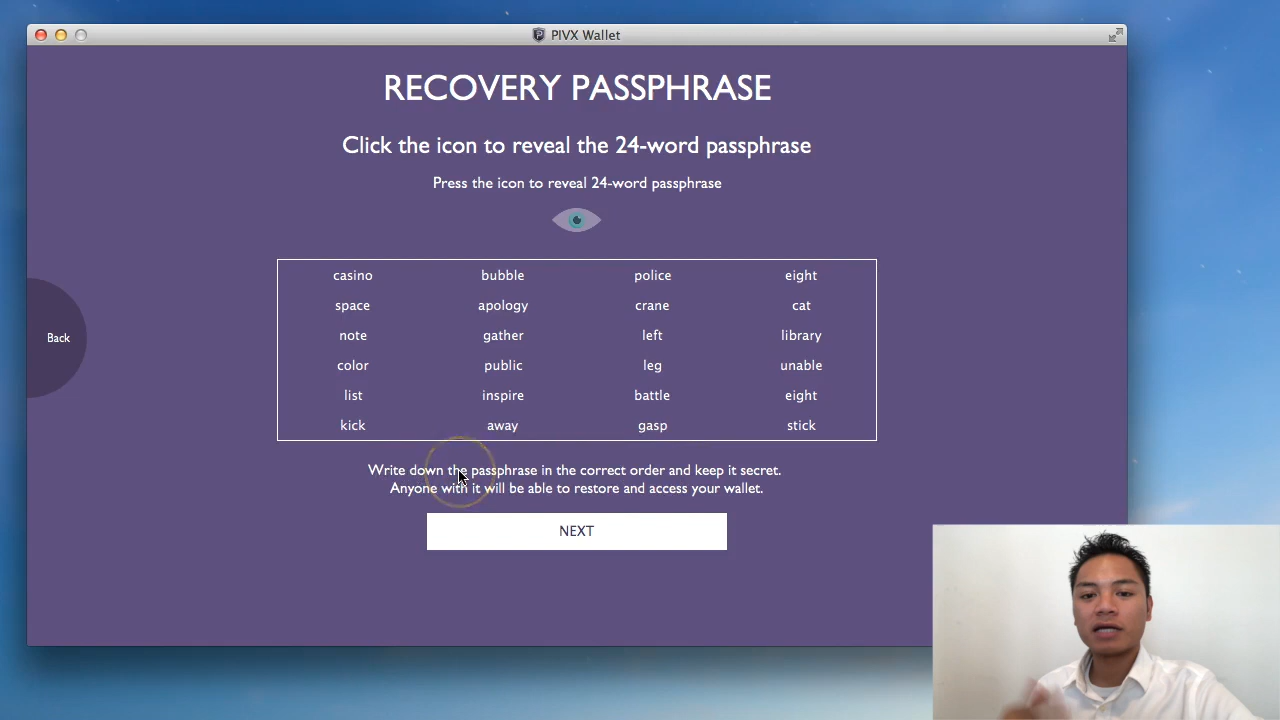 PIVX Wallet
RECOVERY PASSPHRASE
Click the icon to reveal the 24-word passphrase
Press the icon to reveal 24-word passphrase
casino bubble police eight
space apology crane cat
note gather left library
Back
color public leg unable
list inspire battle eight
kick away gasp stick
Write down the passphrase in the correct order and keep it secret.
Anyone with it will be able to restore and access your wallet.
NEXT